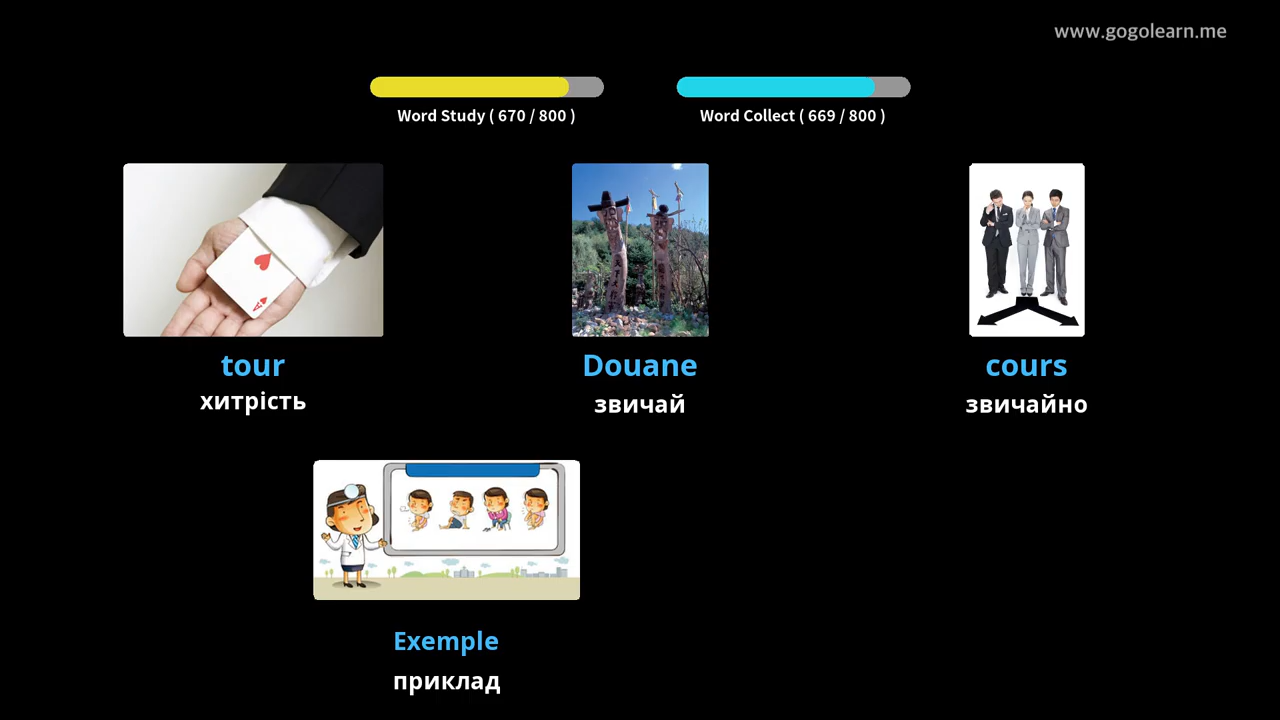 www.gogolearn.me
Word Study ( 670 / 800 )
Word Collect ( 669 / 800 )
tour
хитрість
Douane
звичай
cours
звичайно
Exemple
приклад